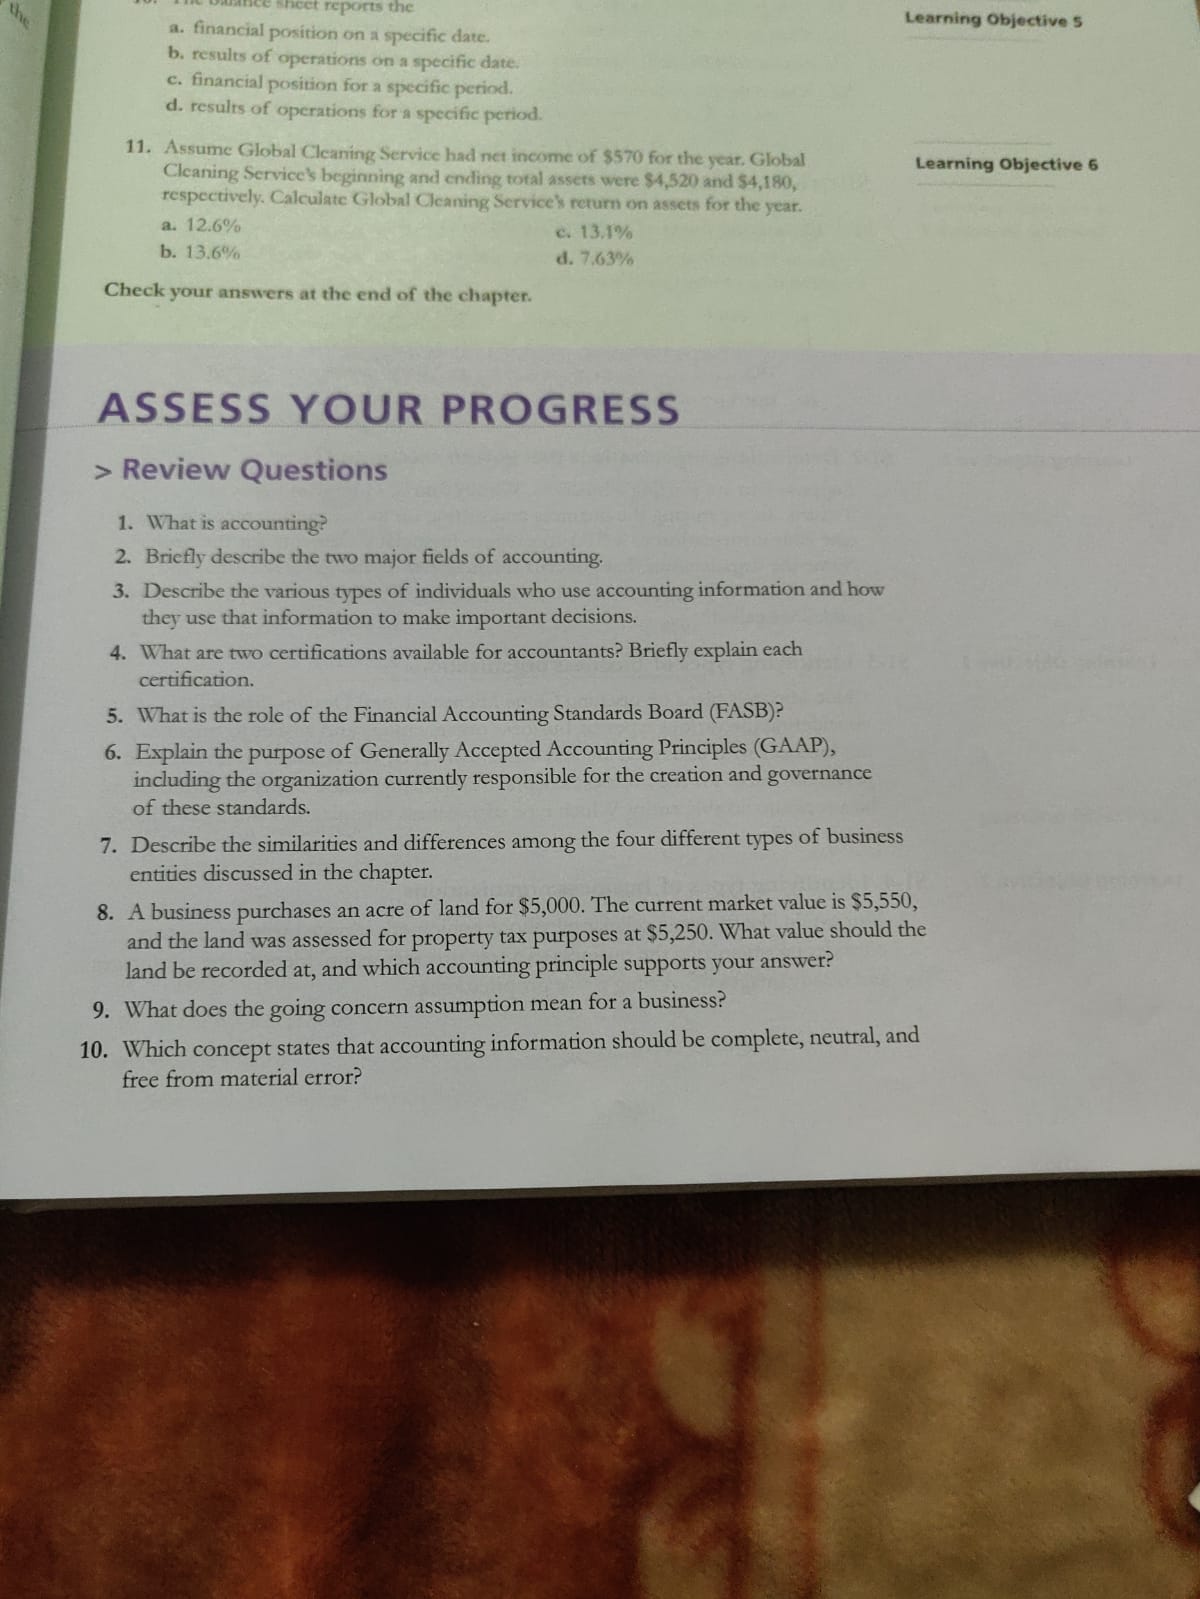 the
sheet reports the
a. financial position on a specific date.
b. results of operations on a specific date.
c. financial position for a specific period.
d. results of operations for a specific period.
Learning Objective 5
11. Assume Global Cleaning Service had net income of $570 for the year. Global
Cleaning Service's beginning and ending total assets were $4,520 and $4,180,
respectively. Calculate Global Cleaning Service's return on assets for the year.
a. 12.6%
c. 13.1%
b. 13.6%
d. 7.63%
Learning Objective 6
Check your answers at the end of the chapter.
ASSESS YOUR PROGRESS
> Review Questions
1. What is accounting?
2. Briefly describe the two major fields of accounting.
3. Describe the various types of individuals who use accounting information and how
they use that information to make important decisions.
4. What are two certifications available for accountants? Briefly explain each
certification.
5. What is the role of the Financial Accounting Standards Board (FASB)?
6. Explain the purpose of Generally Accepted Accounting Principles (GAAP),
including the organization currently responsible for the creation and governance
of these standards.
7. Describe the similarities and differences among the four different types of business
entities discussed in the chapter.
8. A business purchases an acre of land for $5,000. The current market value is $5,550,
and the land was assessed for property tax purposes at $5,250. What value should the
land be recorded at, and which accounting principle supports your answer?
9. What does the going concern assumption mean for a business?
10. Which concept states that accounting information should be complete, neutral, and
free from material error?